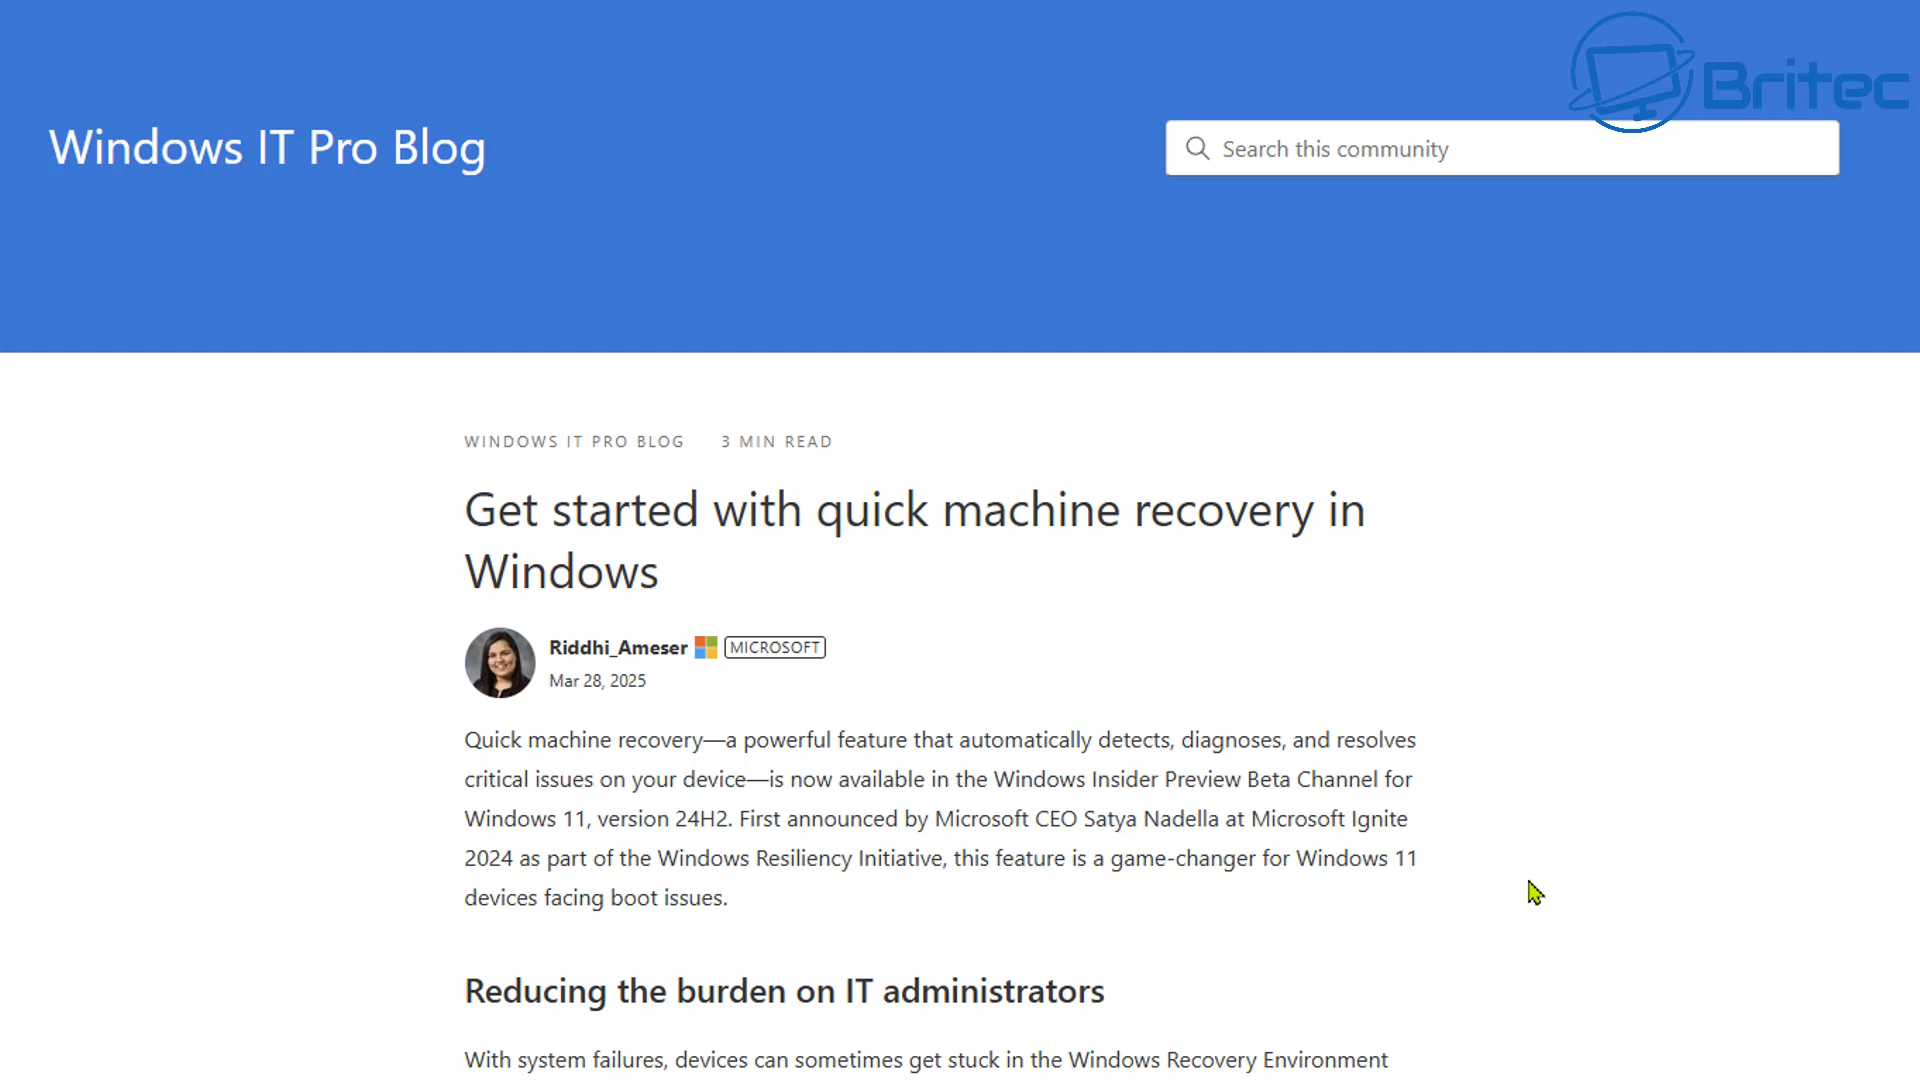 Britec
Windows IT Pro Blog
Search this community
WINDOWS IT PRO BLOG 3 MIN READ
Get started with quick machine recovery in
Windows
Riddhi_Ameser MICROSOFT
Mar 28, 2025
Quick machine recovery—a powerful feature that automatically detects, diagnoses, and resolves
critical issues on your device—is now available in the Windows Insider Preview Beta Channel for
Windows 11, version 24H2. First announced by Microsoft CEO Satya Nadella at Microsoft Ignite
2024 as part of the Windows Resiliency Initiative, this feature is a game-changer for Windows 11
devices facing boot issues.
Reducing the burden on IT administrators
With system failures, devices can sometimes get stuck in the Windows Recovery Environment